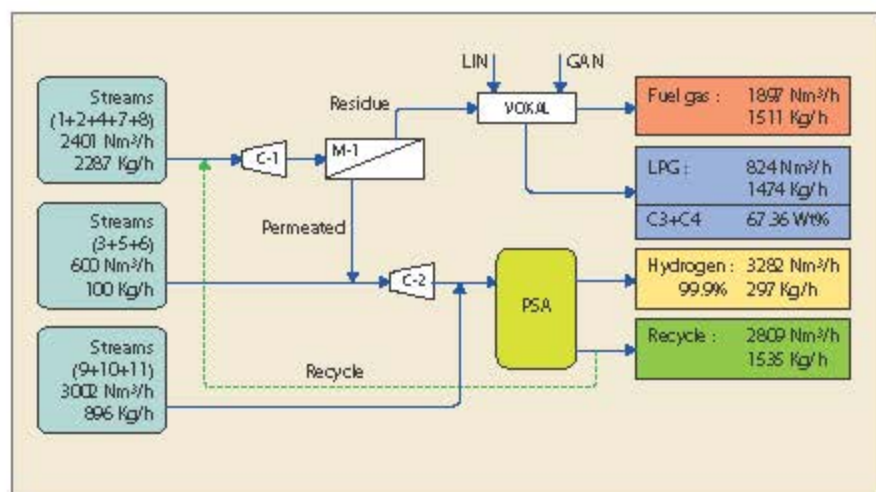 Streams
(1+2+4+7+8)
2401 Nm³/h
2287 Kg/h
Streams
(3+5+6)
600 Nm³/h
100 Kg/h
Streams
(9+10+11)
3002 Nm³/h
896 Kg/h
C-1
M-1
Residue
Permeated
LIN
GAN
VOXAL
C-2
PSA
Recycle
Fuel gas : 1897 Nm³/h
1511 Kg/h
LPG : 824 Nm³/h
1474 Kg/h
C3+C4 67.36 Wt%
Hydrogen : 3282 Nm³/h
99.9% 297 Kg/h
Recycle : 2809 Nm³/h
1535 Kg/h